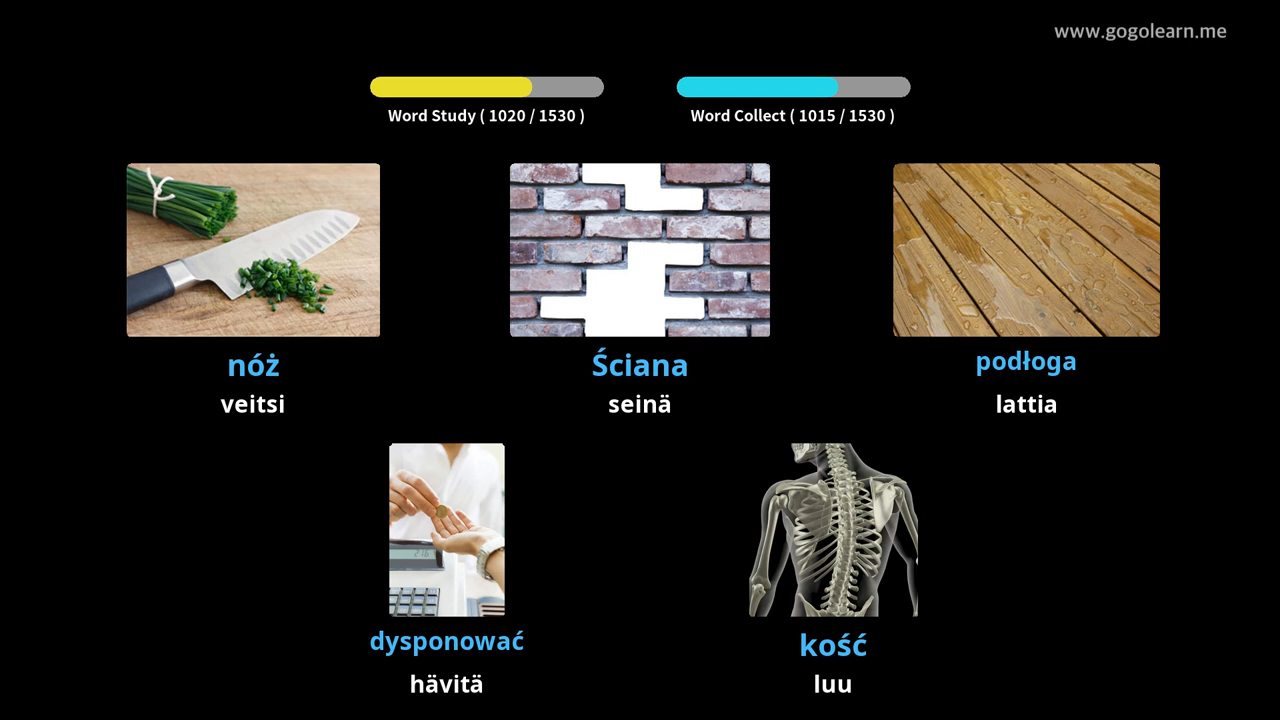 www.gogolearn.me
Word Study ( 1020 / 1530 )
Word Collect ( 1015 / 1530 )
nóż
Ściana
podłoga
veitsi
seinä
lattia
dysponować
kość
hävitä
luu